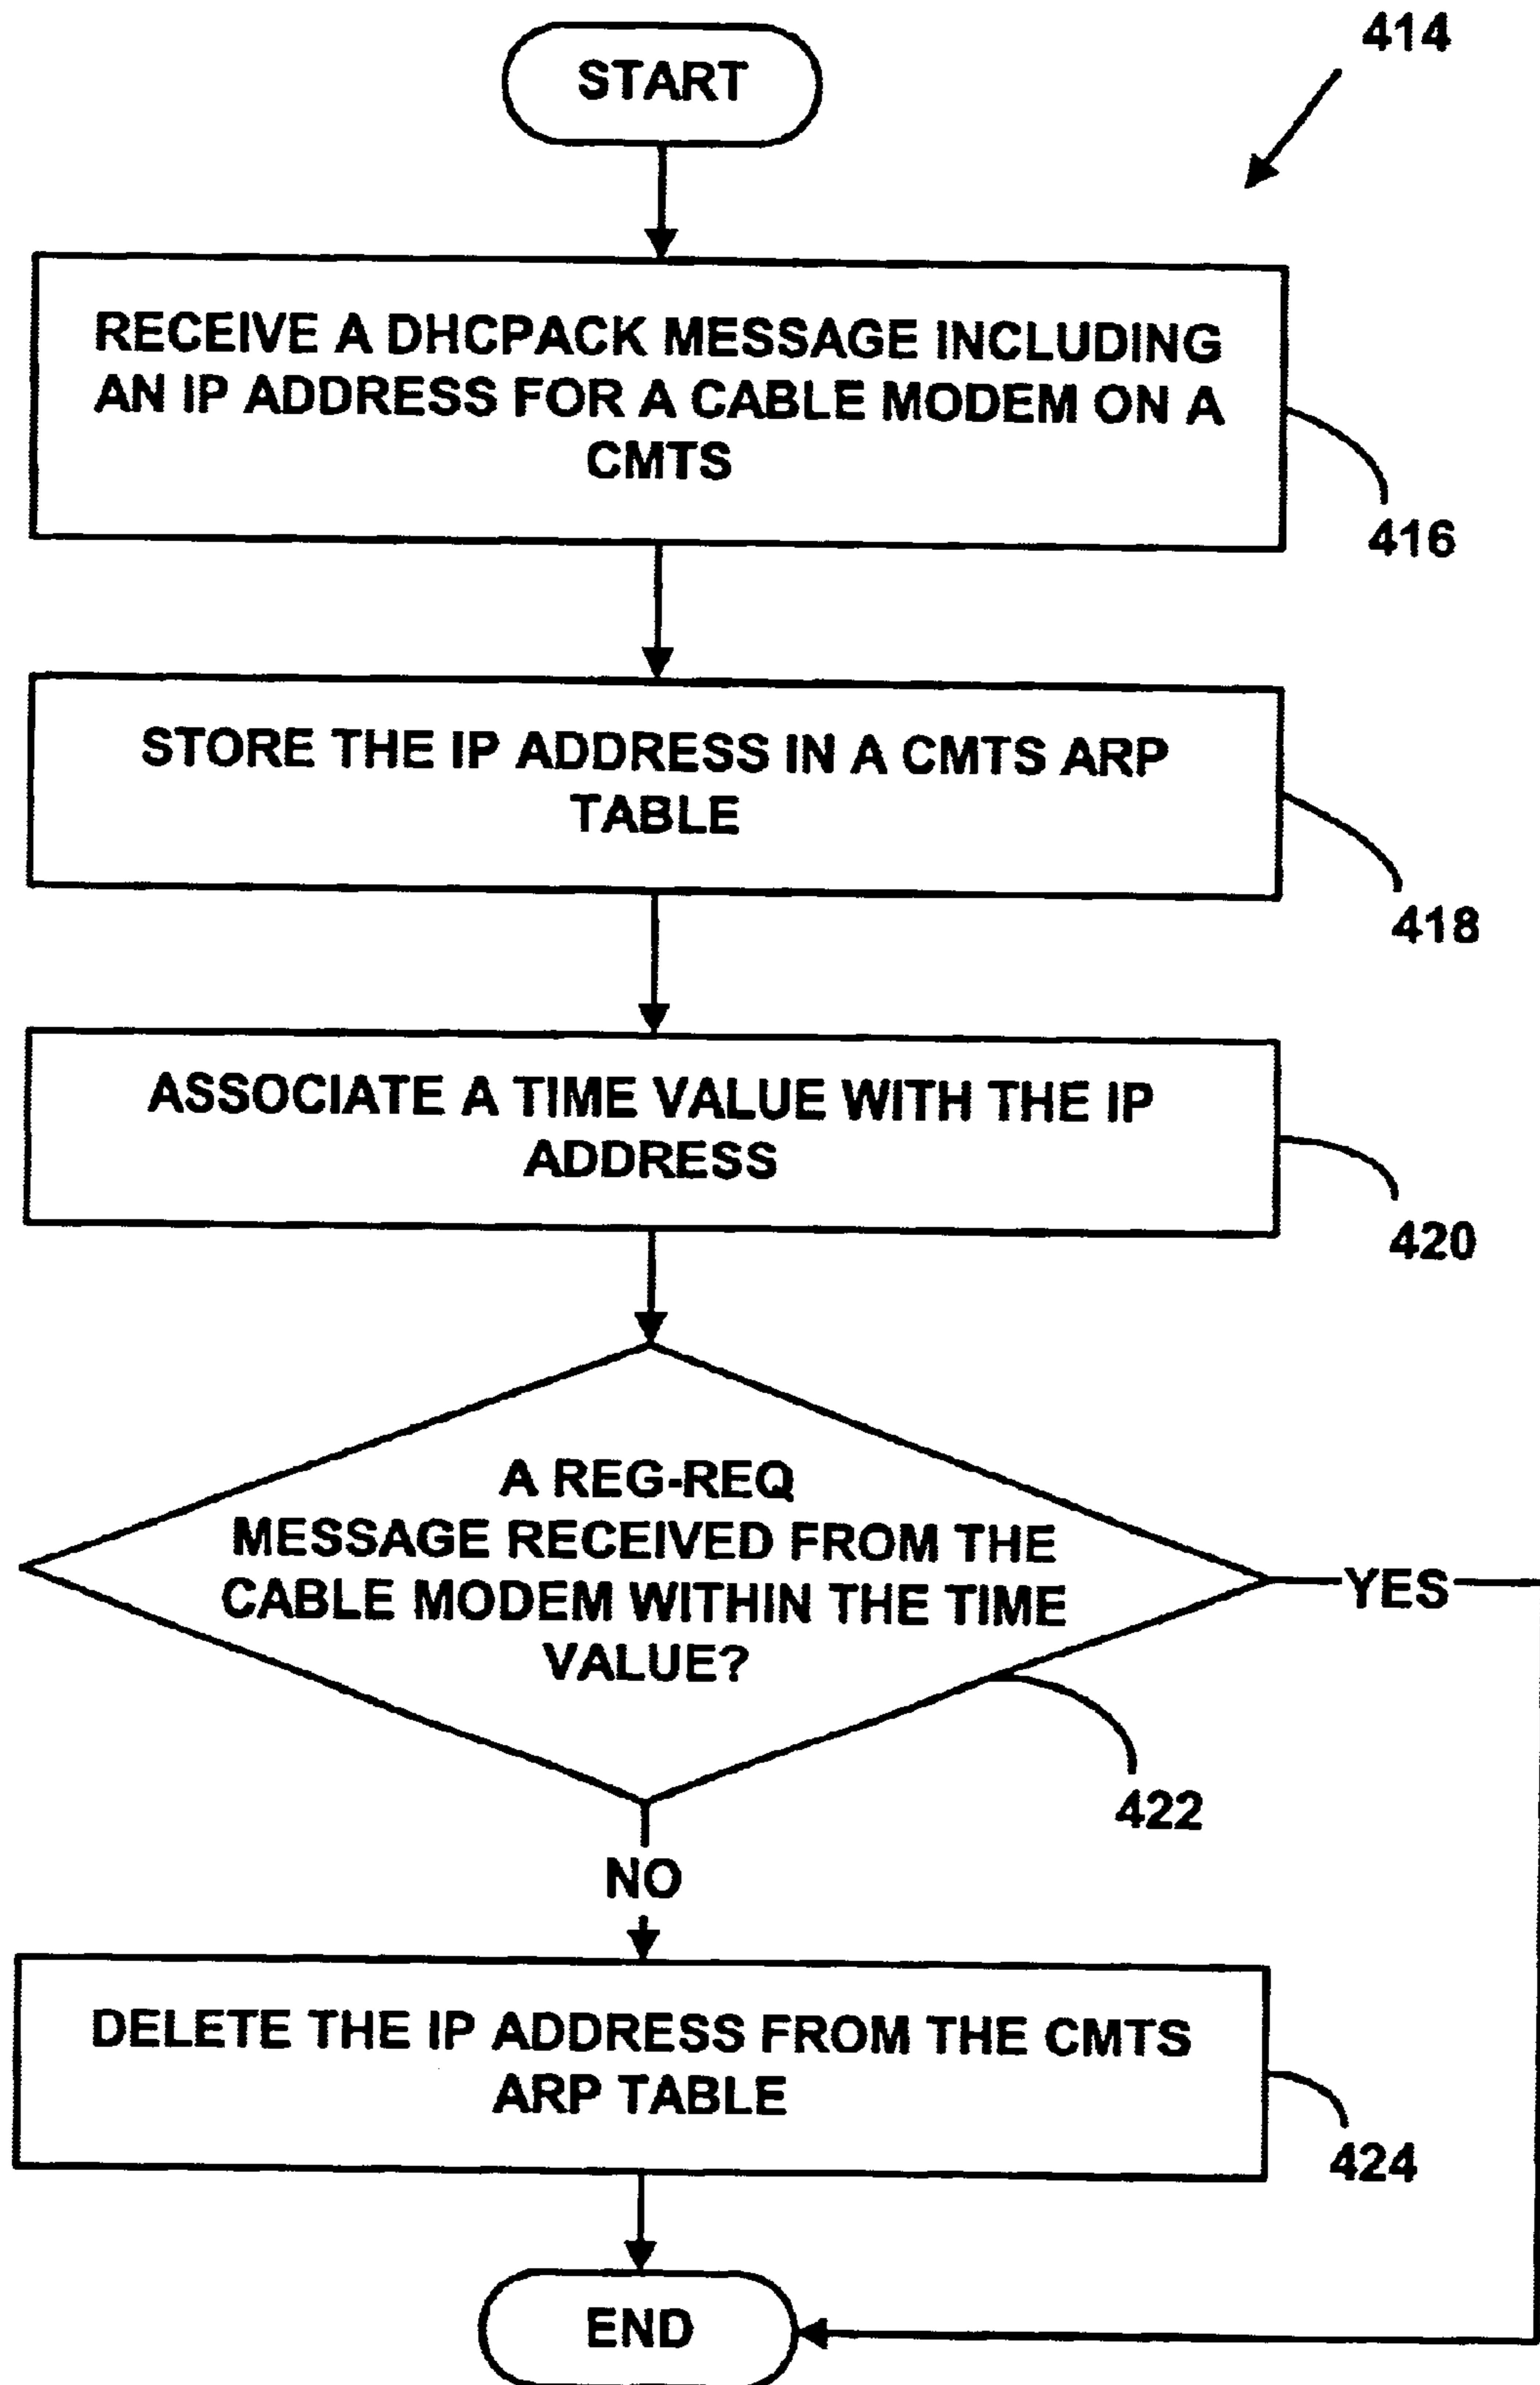 414
START
RECEIVE A DHCPACK MESSAGE INCLUDING
AN IP ADDRESS FOR A CABLE MODEM ON A
CMTS
416
STORE THE IP ADDRESS IN A CMTS ARP
TABLE
418
ASSOCIATE A TIME VALUE WITH THE IP
ADDRESS
420
A REG-REQ
MESSAGE RECEIVED FROM THE
CABLE MODEM WITHIN THE TIME
VALUE?
YES
422
NO
DELETE THE IP ADDRESS FROM THE CMTS
ARP TABLE
424
END